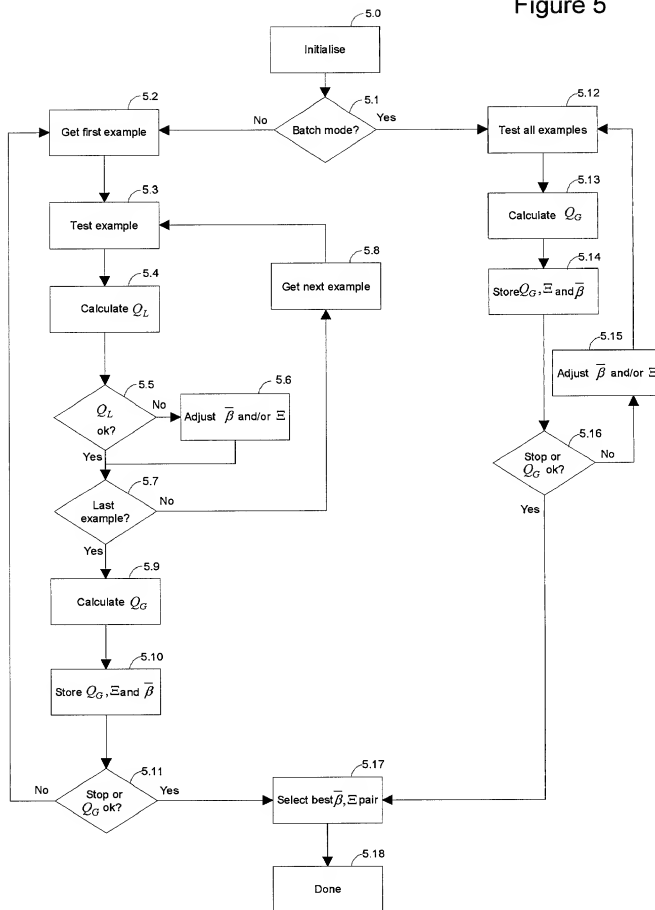 Figure 5
5.0
Initialise
5.1
Batch mode?
No
Yes
5.2
Get first example
5.3
Test example
5.4
Calculate Q_L
5.5
Q_L
ok?
No
5.6
Adjust β̅ and/or Ξ
Yes
5.7
Last
example?
No
5.8
Get next example
Yes
5.9
Calculate Q_G
5.10
Store Q_G, Ξ and β̅
5.11
Stop or
Q_G ok?
No
Yes
5.12
Test all examples
5.13
Calculate Q_G
5.14
Store Q_G, Ξ and β̅
5.15
Adjust β̅ and/or Ξ
5.16
Stop or
Q_G ok?
No
Yes
5.17
Select best β̅, Ξ pair
5.18
Done